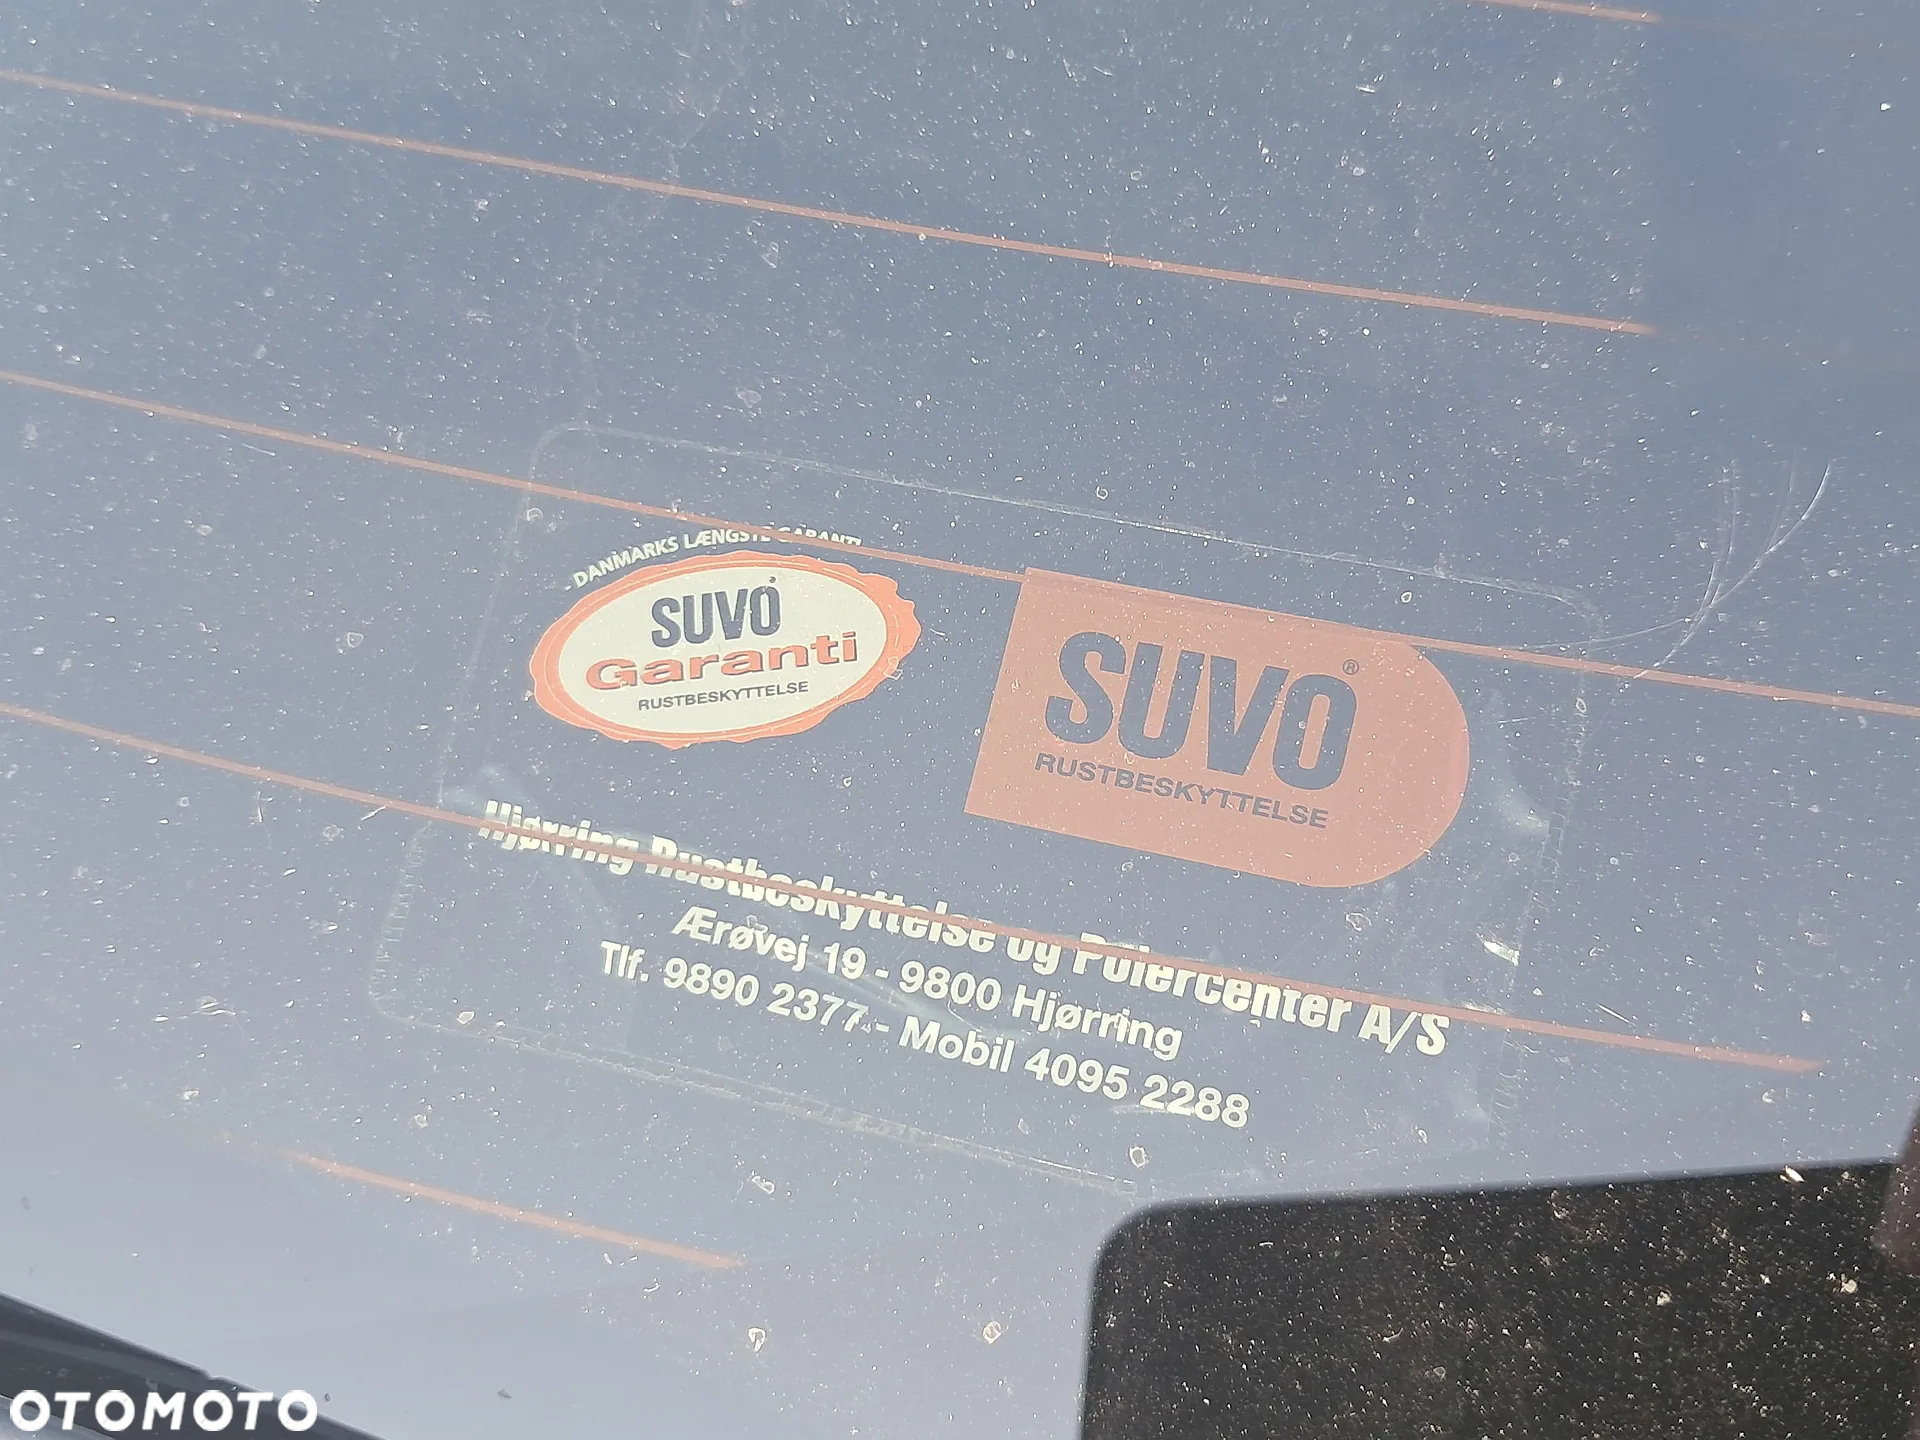 DANMARKS LÆNGSTE GARANTI
SUVO
Garanti
RUSTBESKYTTELSE
SUVO®
RUSTBESKYTTELSE
Hjørring Rustbeskyttelse og Polercenter A/S
Ærøvej 19 - 9800 Hjørring
Tlf. 9890 2377 - Mobil 4095 2288
OTOMOTO